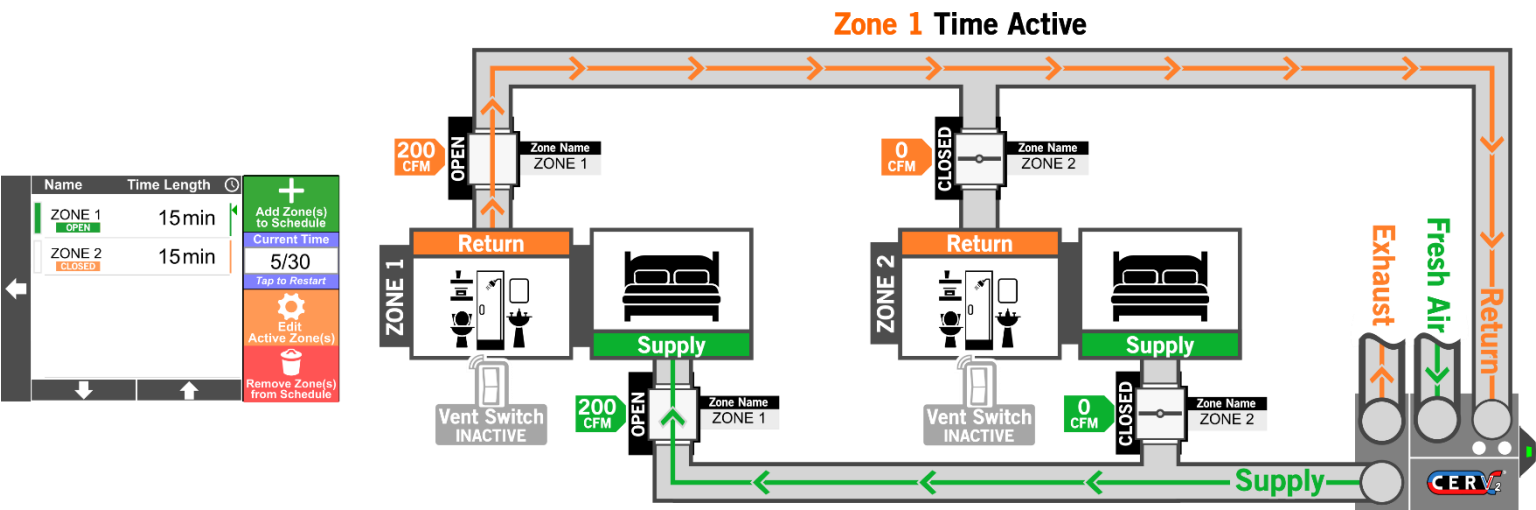 Zone 1 Time Active
Name Time Length
ZONE 1 15min
OPEN
ZONE 2 15min
CLOSED
Add Zone(s)
to Schedule
Current Time
5/30
Tap to Restart
Edit
Active Zone(s)
Remove Zone(s)
from Schedule
200
CFM
OPEN
Zone Name
ZONE 1
0
CFM
CLOSED
Zone Name
ZONE 2
ZONE 1
Return
Supply
ZONE 2
Return
Supply
Vent Switch
INACTIVE
200
CFM
OPEN
Zone Name
ZONE 1
Vent Switch
INACTIVE
0
CFM
CLOSED
Zone Name
ZONE 2
Exhaust
Fresh Air
Return
Supply
CERV2